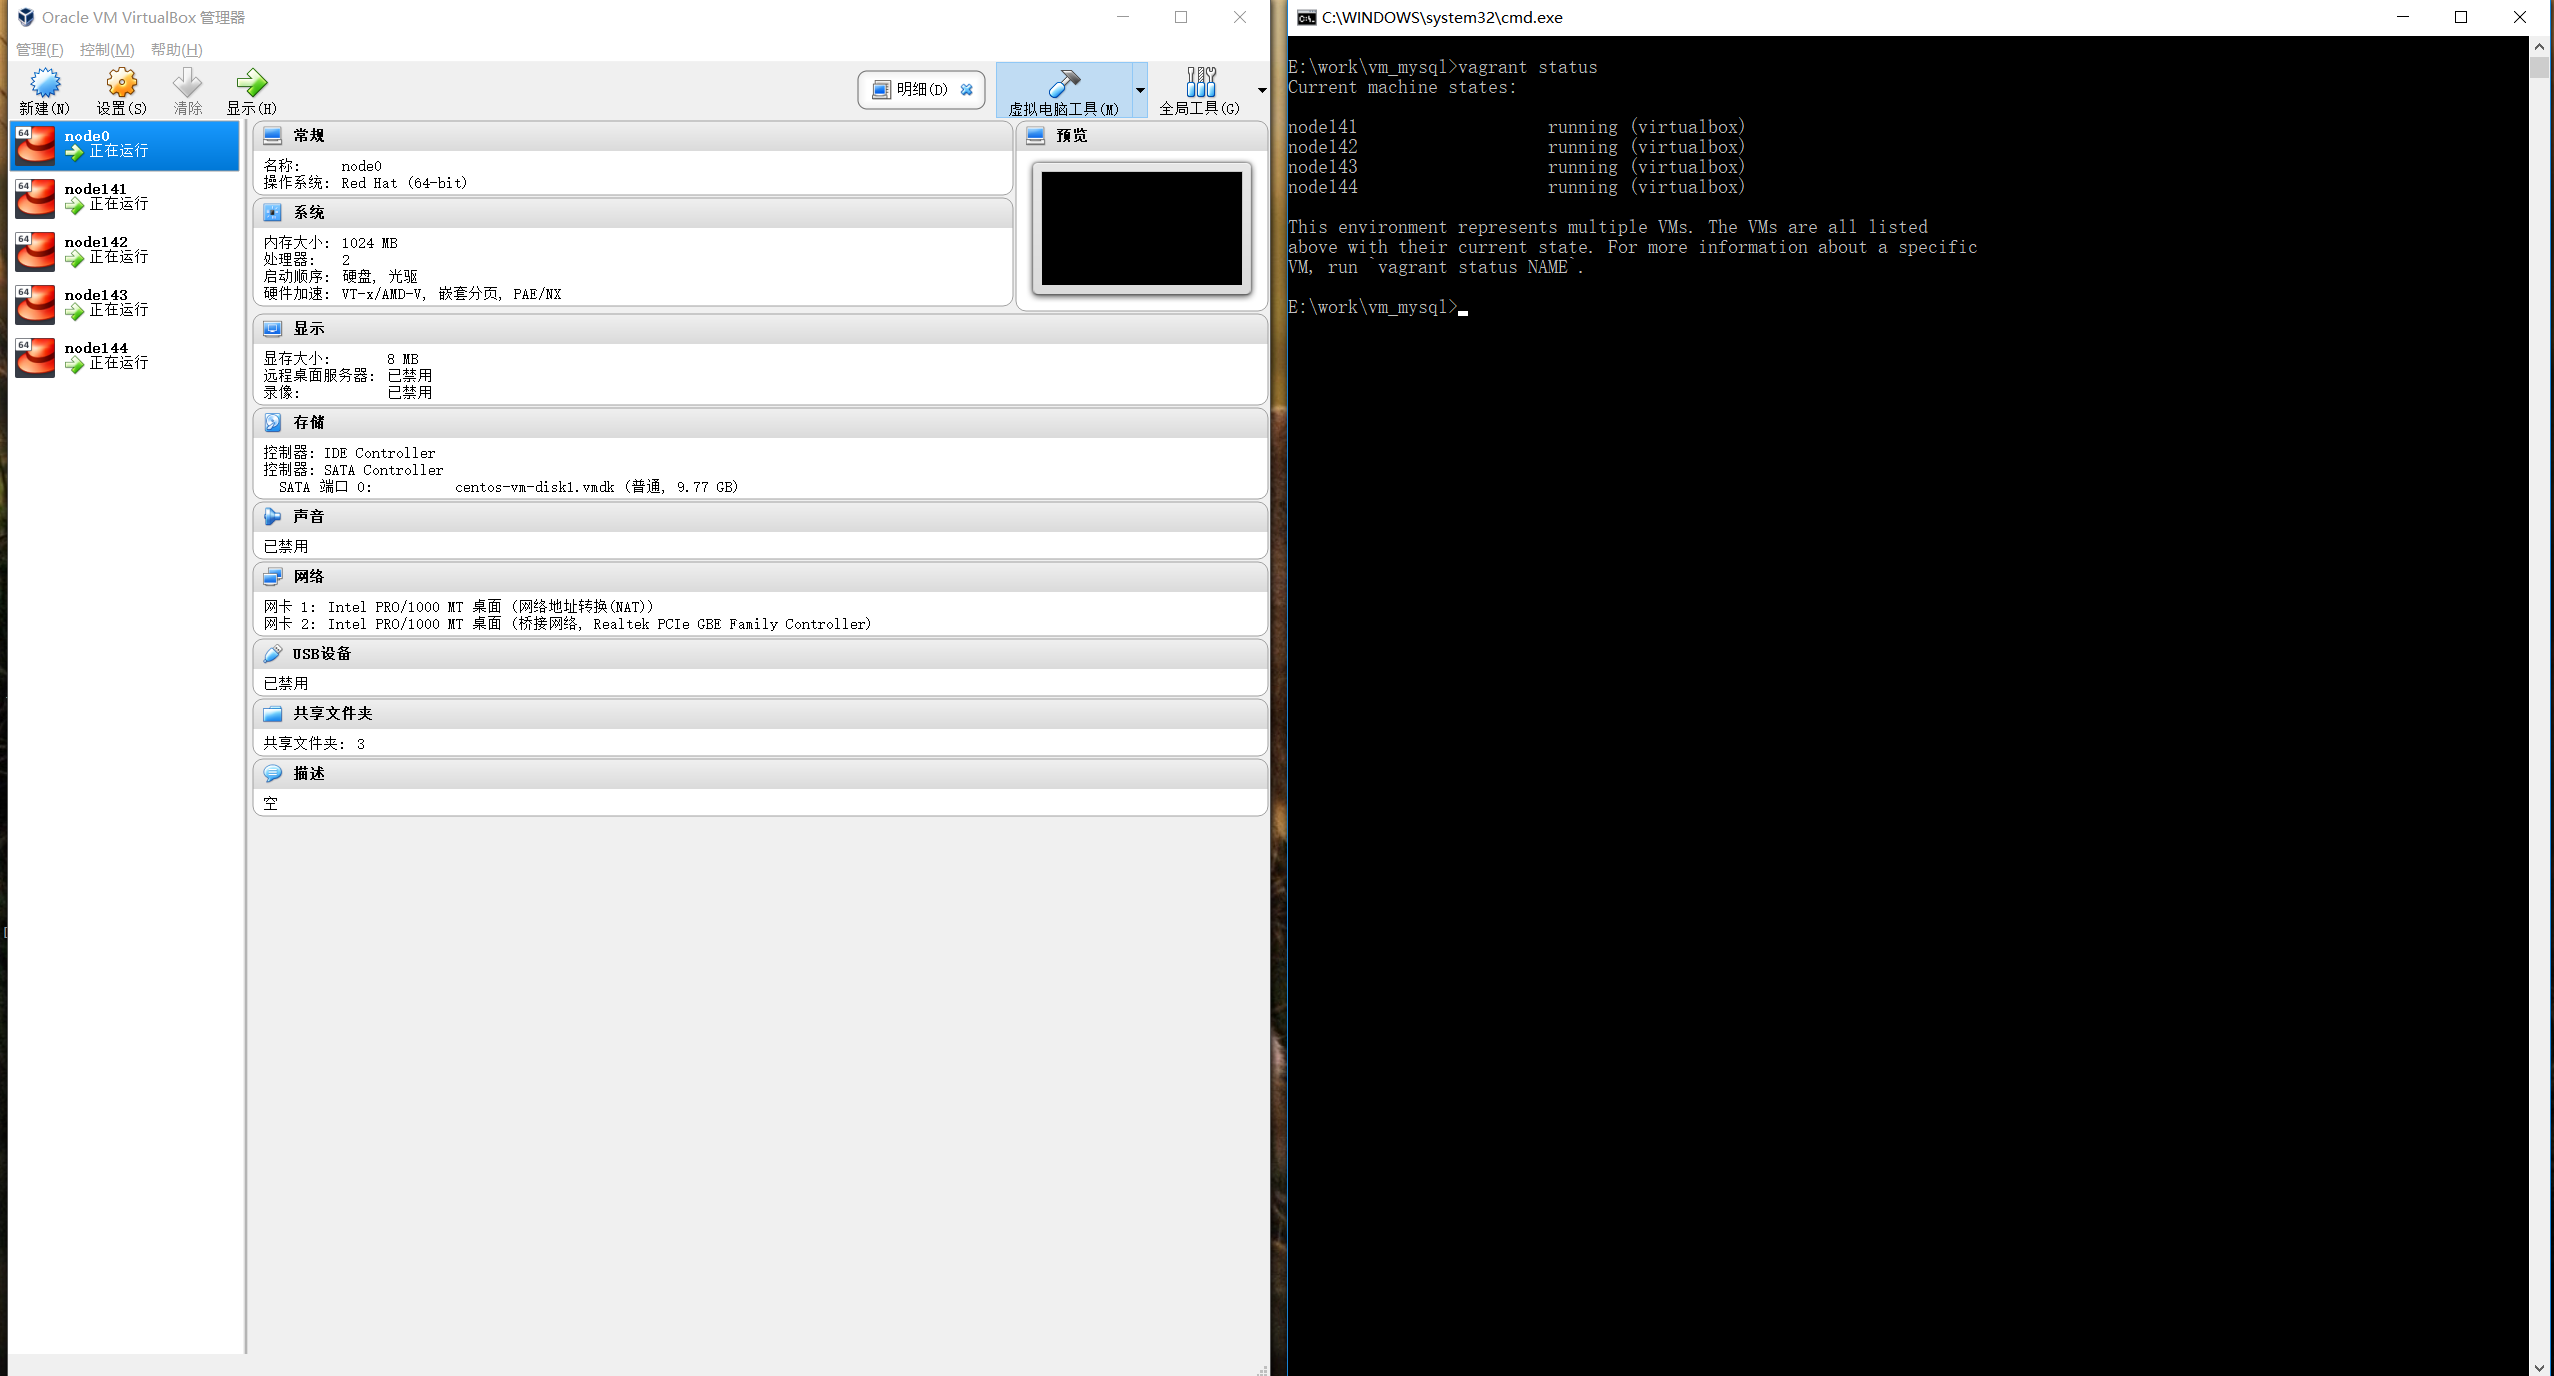 Oracle VM VirtualBox 管理器
管理(F) 控制(M) 帮助(H)
新建(N) 设置(S) 清除 显示(H)
明细(D) 虚拟电脑工具(M) 全局工具(G)
64 node0
正在运行
64 node141
正在运行
64 node142
正在运行
64 node143
正在运行
64 node144
正在运行
常规
名称: node0
操作系统: Red Hat (64-bit)
预览
系统
内存大小: 1024 MB
处理器: 2
启动顺序: 硬盘, 光驱
硬件加速: VT-x/AMD-V, 嵌套分页, PAE/NX
显示
显存大小: 8 MB
远程桌面服务器: 已禁用
录像: 已禁用
存储
控制器: IDE Controller
控制器: SATA Controller
SATA 端口 0: centos-vm-disk1.vmdk (普通, 9.77 GB)
声音
已禁用
网络
网卡 1: Intel PRO/1000 MT 桌面 (网络地址转换(NAT))
网卡 2: Intel PRO/1000 MT 桌面 (桥接网络, Realtek PCIe GBE Family Controller)
USB设备
已禁用
共享文件夹
共享文件夹: 3
描述
空
C:\WINDOWS\system32\cmd.exe
E:\work\vm_mysql>vagrant status
Current machine states:
node141 running (virtualbox)
node142 running (virtualbox)
node143 running (virtualbox)
node144 running (virtualbox)
This environment represents multiple VMs. The VMs are all listed
above with their current state. For more information about a specific
VM, run `vagrant status NAME`.
E:\work\vm_mysql>